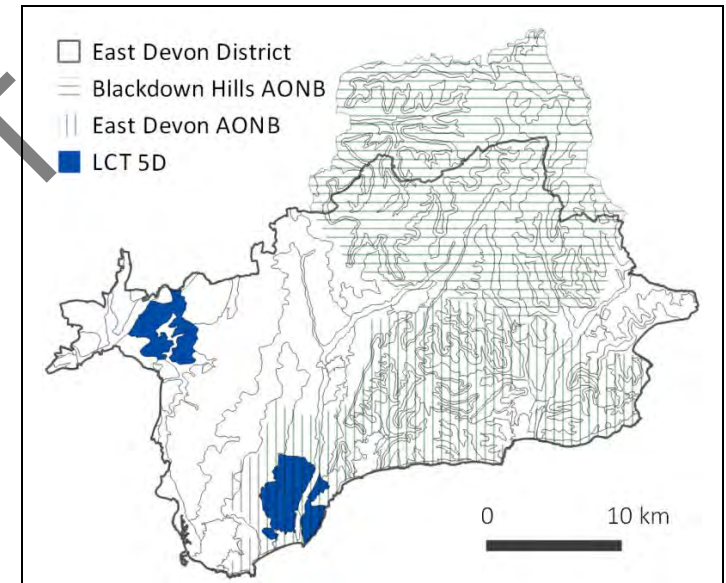 East Devon District
Blackdown Hills AONB
East Devon AONB
LCT 5D
0 10 km